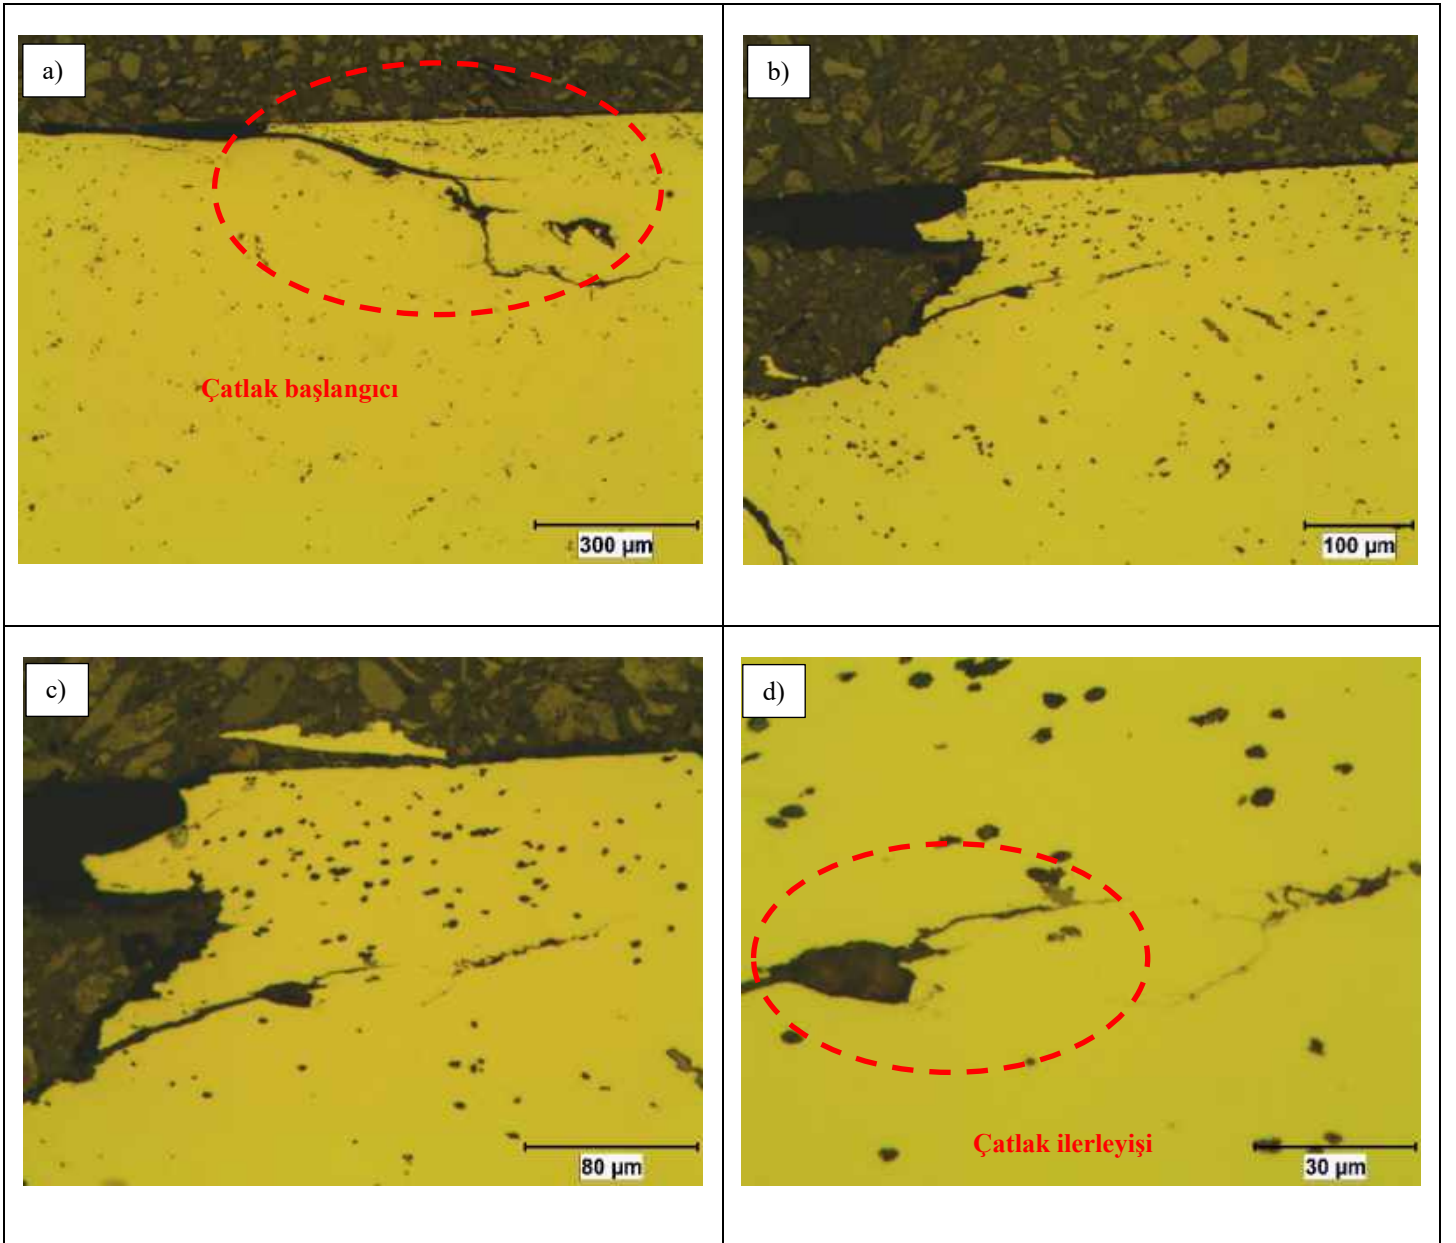 a)
Çatlak başlangıcı
300 µm
b)
100 µm
c)
80 µm
d)
Çatlak ilerleyişi
30 µm